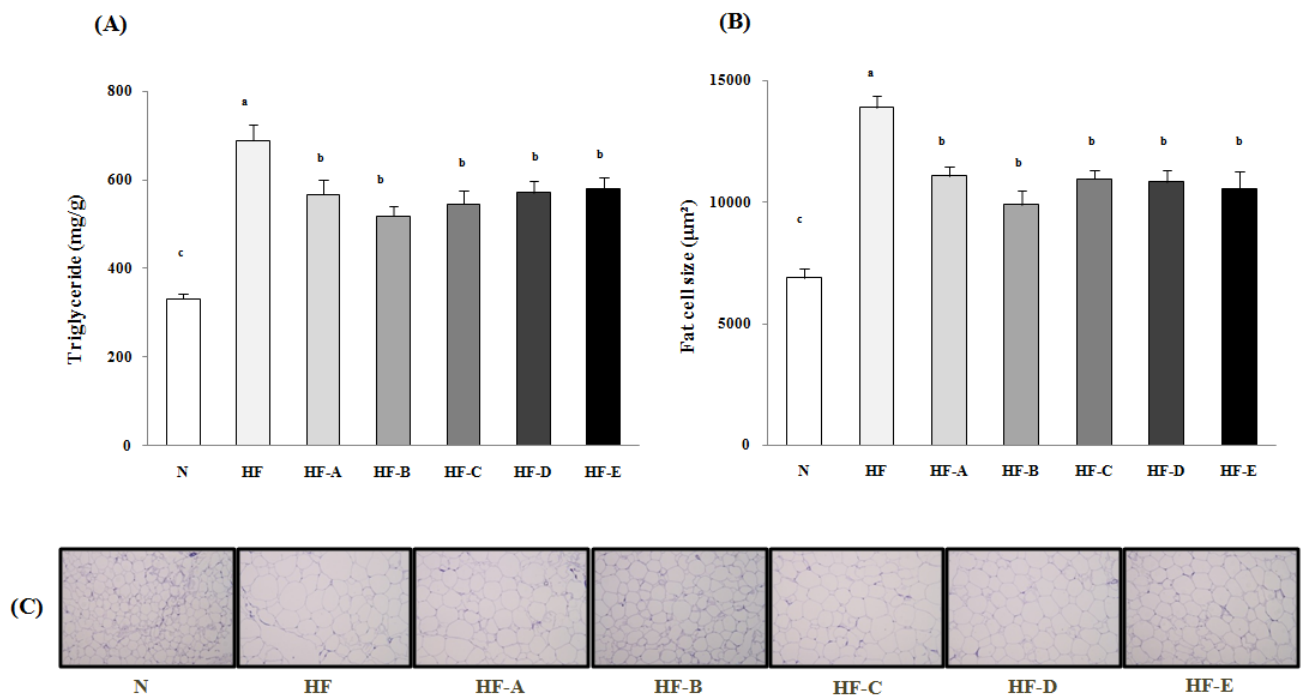 (A)
800
600
400
200
0
Triglyceride (mg/g)
c
a
b
b
b
b
b
N HF HF-A HF-B HF-C HF-D HF-E
(B)
15000
10000
5000
0
Fat cell size (μm²)
c
a
b
b
b
b
b
N HF HF-A HF-B HF-C HF-D HF-E
(C)
N HF HF-A HF-B HF-C HF-D HF-E